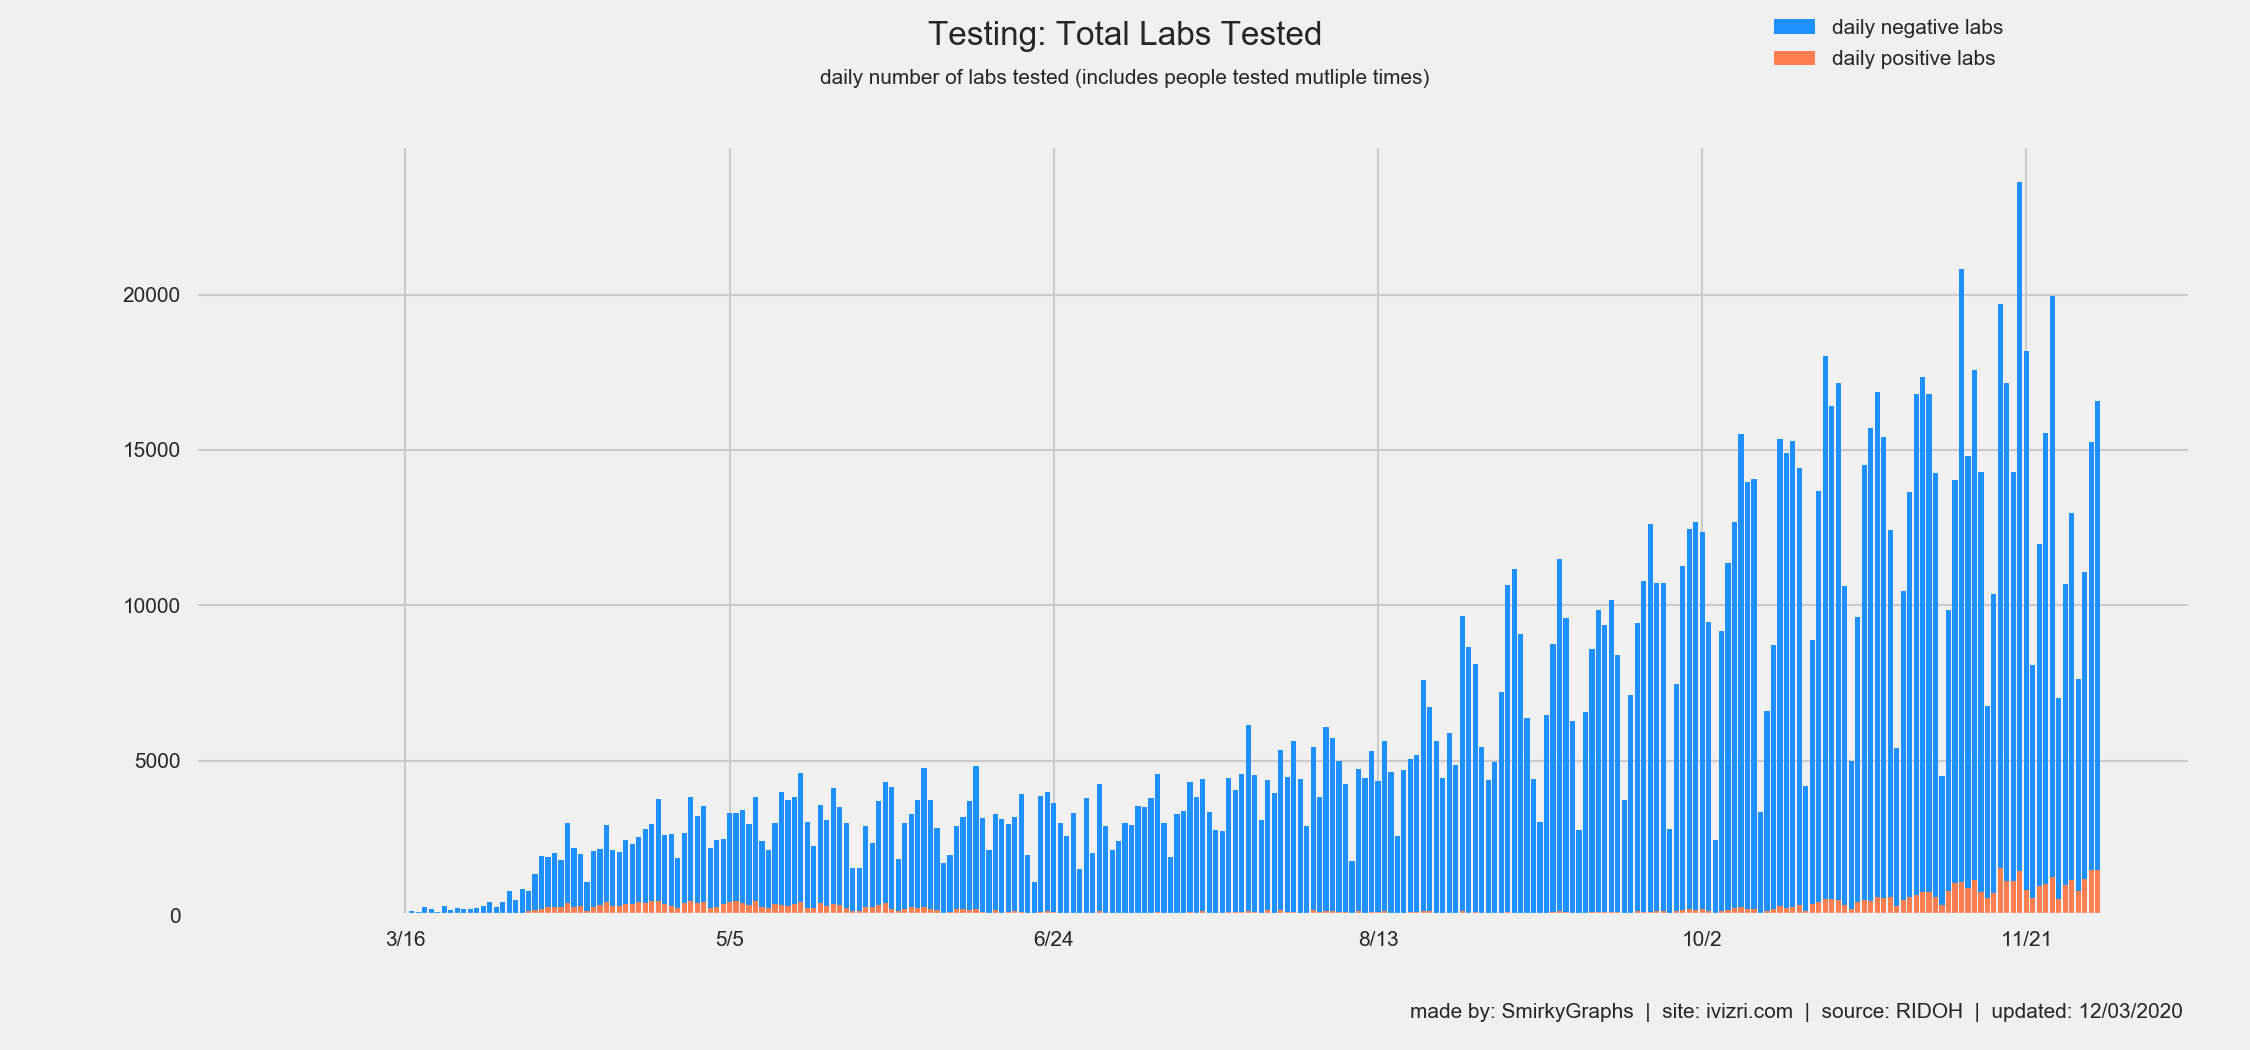 Testing: Total Labs Tested
daily number of labs tested (includes people tested mutliple times)
daily negative labs
daily positive labs
20000
15000
10000
5000
0
3/16 5/5 6/24 8/13 10/2 11/21
made by: SmirkyGraphs | site: ivizri.com | source: RIDOH | updated: 12/03/2020